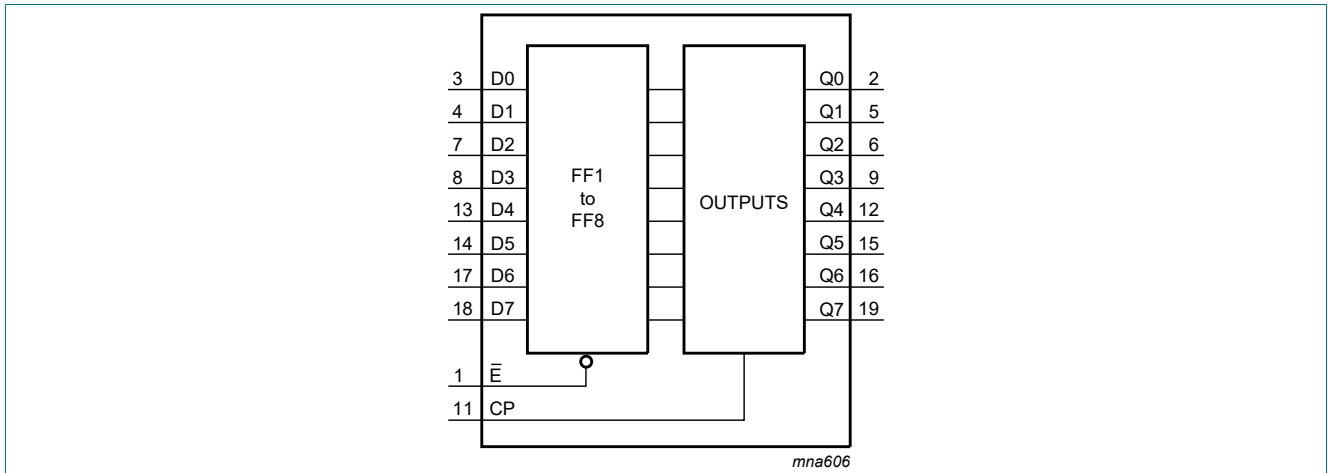 3 D0 Q0 2
4 D1 Q1 5
7 D2 Q2 6
8 D3 FF1 Q3 9
to OUTPUTS
13 D4 FF8 Q4 12
14 D5 Q5 15
17 D6 Q6 16
18 D7 Q7 19
1 E̅
11 CP
mna606